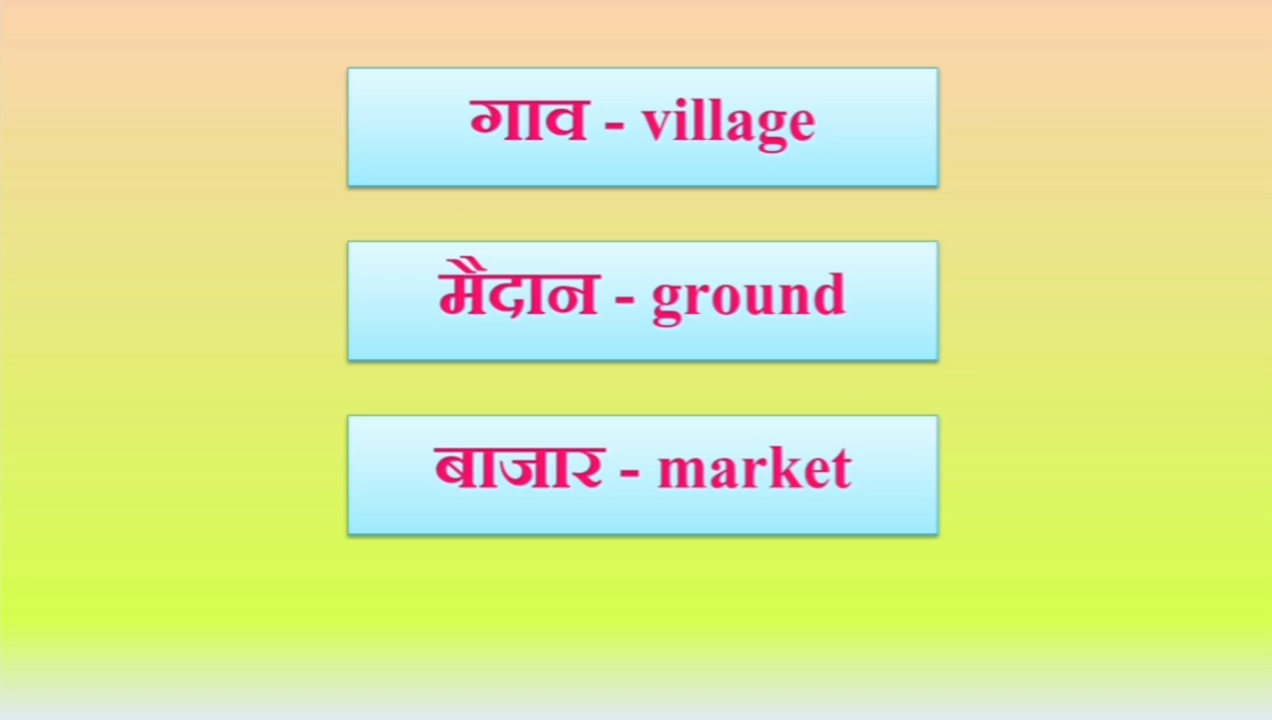 गाव - village
मैदान - ground
बाजार - market